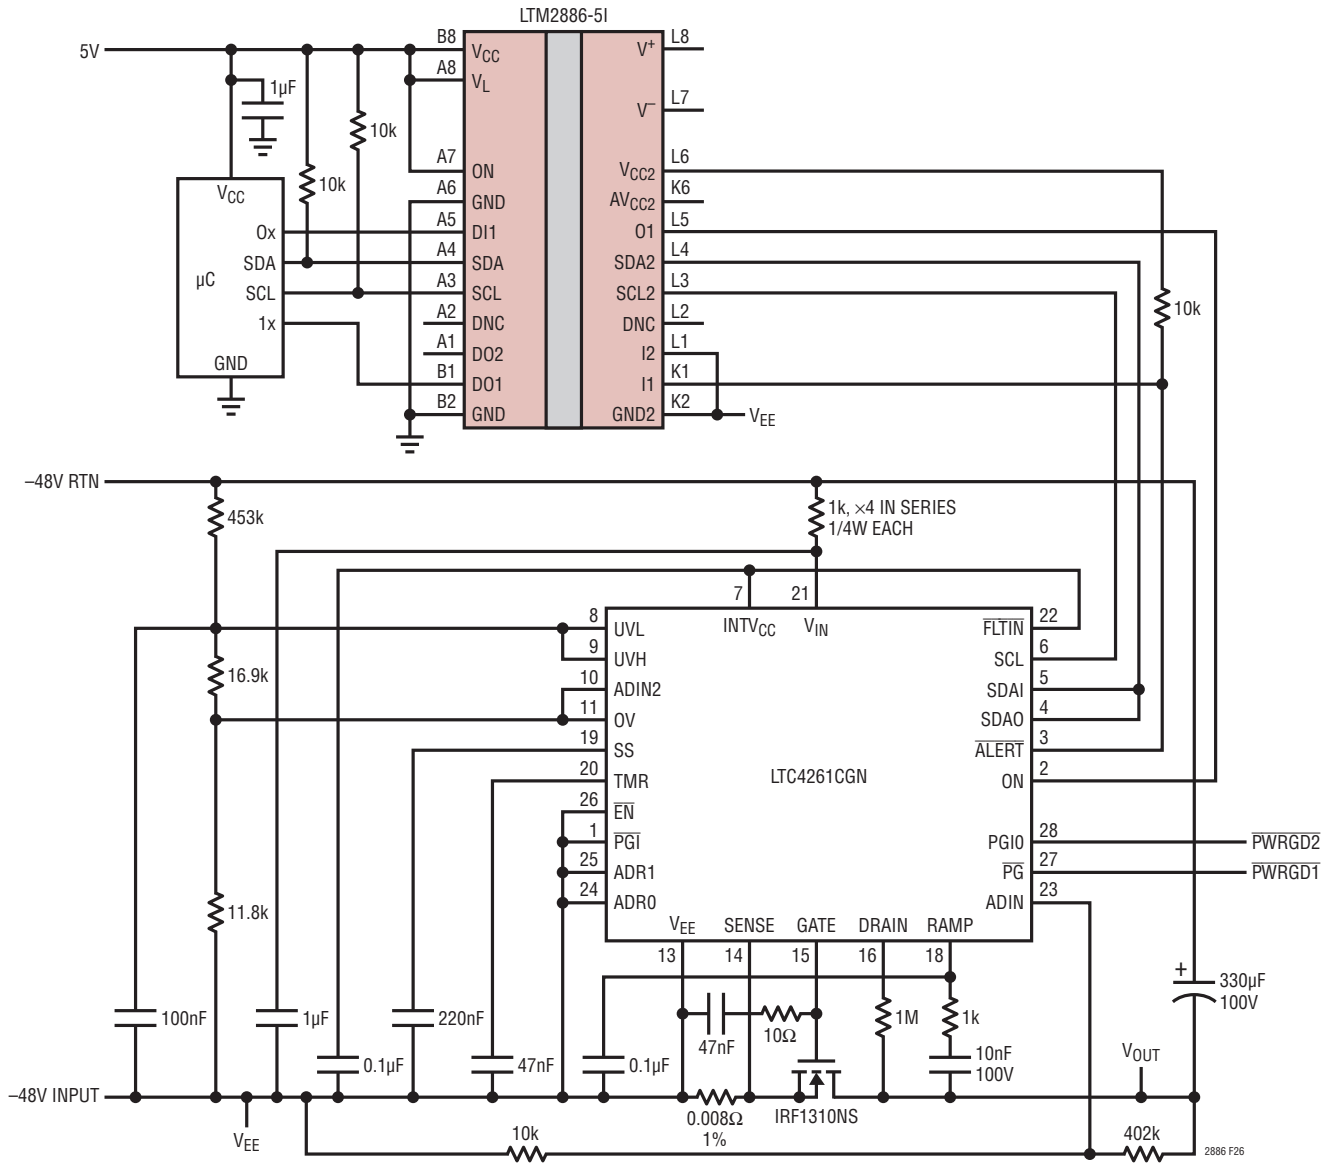 LTM2886-5I
5V
B8
VCC
A8
VL
A7
ON
A6
GND
A5
DI1
A4
SDA
A3
SCL
A2
DNC
A1
DO2
B1
DO1
B2
GND
V+
L8
V–
L7
VCC2
L6
AVCC2
K6
O1
L5
SDA2
L4
SCL2
L3
DNC
L2
I2
L1
I1
K1
GND2
K2
VEE
1µF
10k
10k
10k
VCC
0x
SDA
µC
SCL
1x
GND
–48V RTN
453k
1k, ×4 IN SERIES
1/4W EACH
7
21
INTVCC
VIN
8
UVL
9
UVH
10
ADIN2
11
OV
19
SS
20
TMR
26
EN
1
PGI
25
ADR1
24
ADR0
FLTIN
22
SCL
6
SDAI
5
SDAO
4
ALERT
3
ON
2
PGI0
28
PWRGD2
PG
27
PWRGD1
ADIN
23
LTC4261CGN
VEE
SENSE
GATE
DRAIN
RAMP
13
14
15
16
18
16.9k
11.8k
100nF
1µF
0.1µF
220nF
47nF
0.1µF
47nF
10Ω
1M
1k
10nF
100V
+
330µF
100V
VOUT
–48V INPUT
VEE
0.008Ω
1%
IRF1310NS
10k
402k
2886 F26